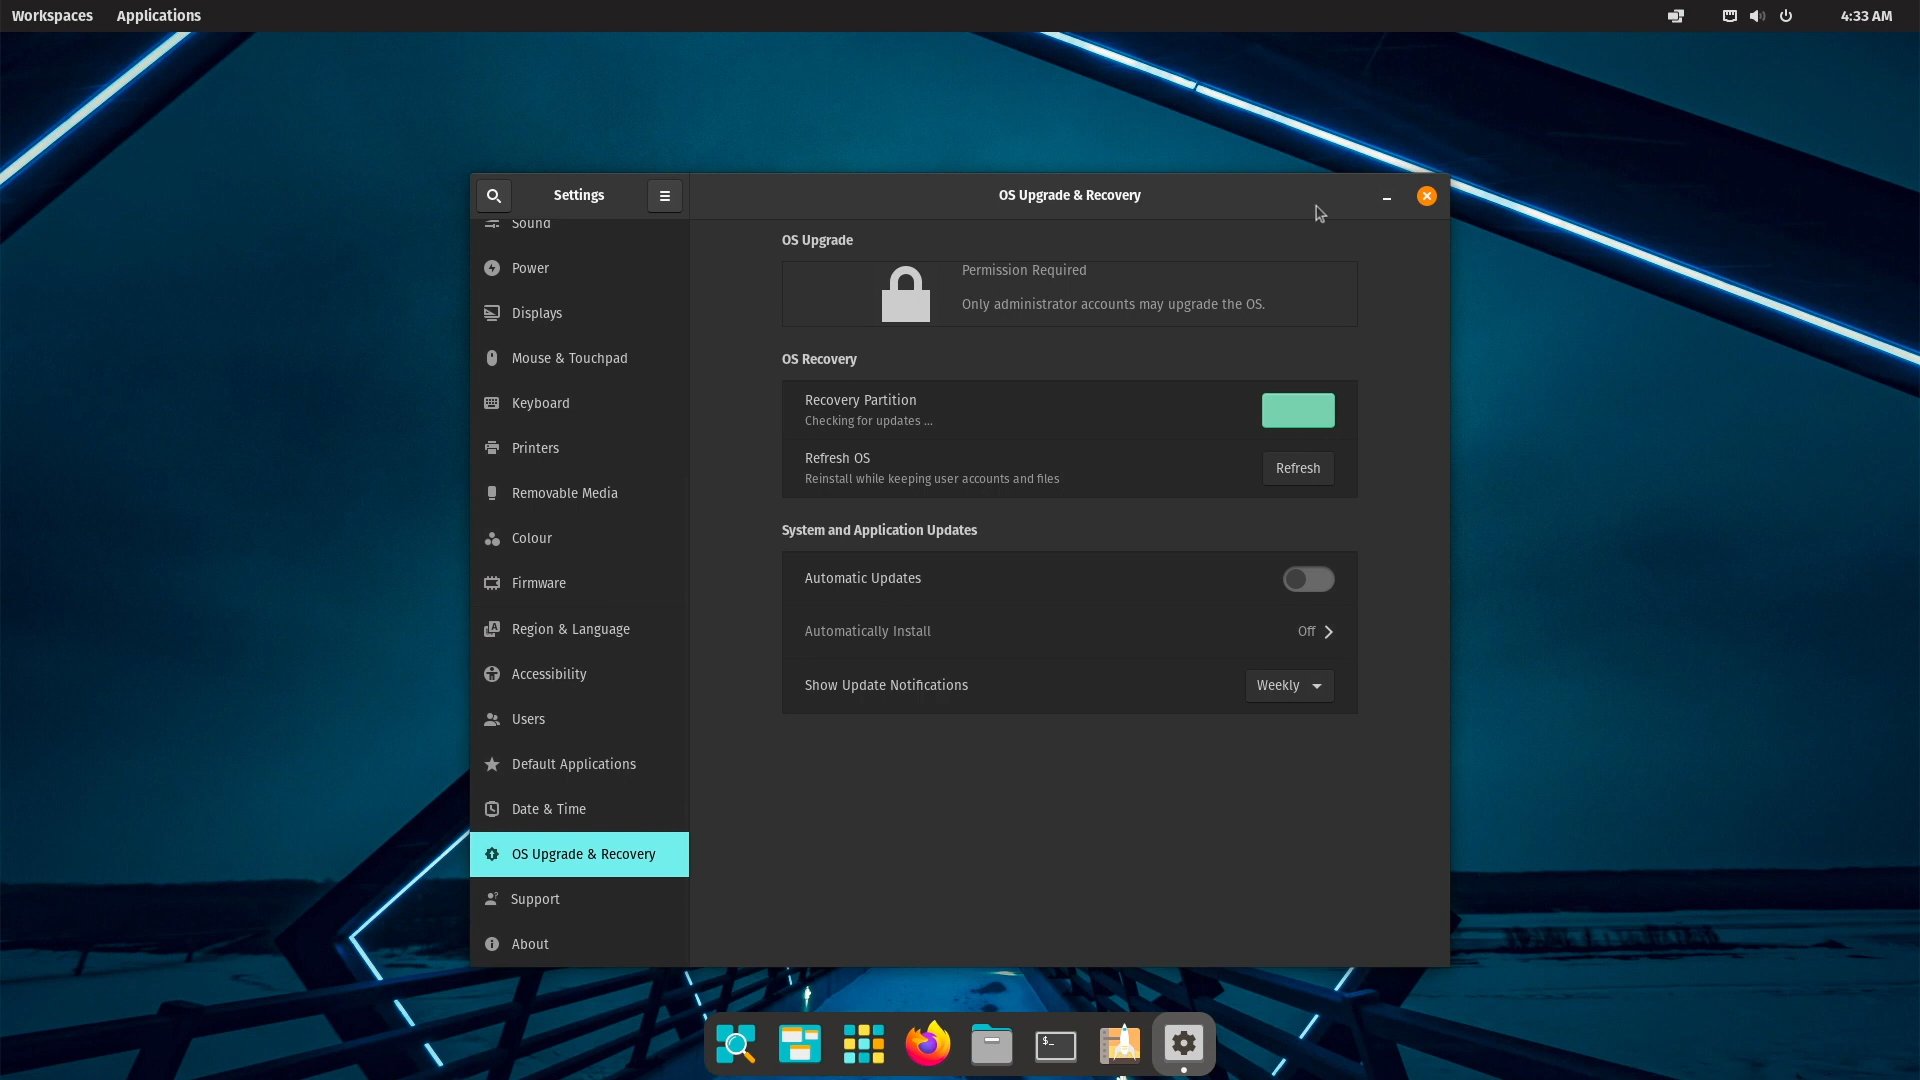 Workspaces Applications 4:33 AM
Settings
OS Upgrade & Recovery
Sound
Power
Displays
Mouse & Touchpad
Keyboard
Printers
Removable Media
Colour
Firmware
Region & Language
Accessibility
Users
Default Applications
Date & Time
OS Upgrade & Recovery
Support
About
OS Upgrade
Permission Required
Only administrator accounts may upgrade the OS.
OS Recovery
Recovery Partition
Checking for updates ...
Refresh OS
Reinstall while keeping user accounts and files
Refresh
System and Application Updates
Automatic Updates
Automatically Install Off
Show Update Notifications Weekly
$_